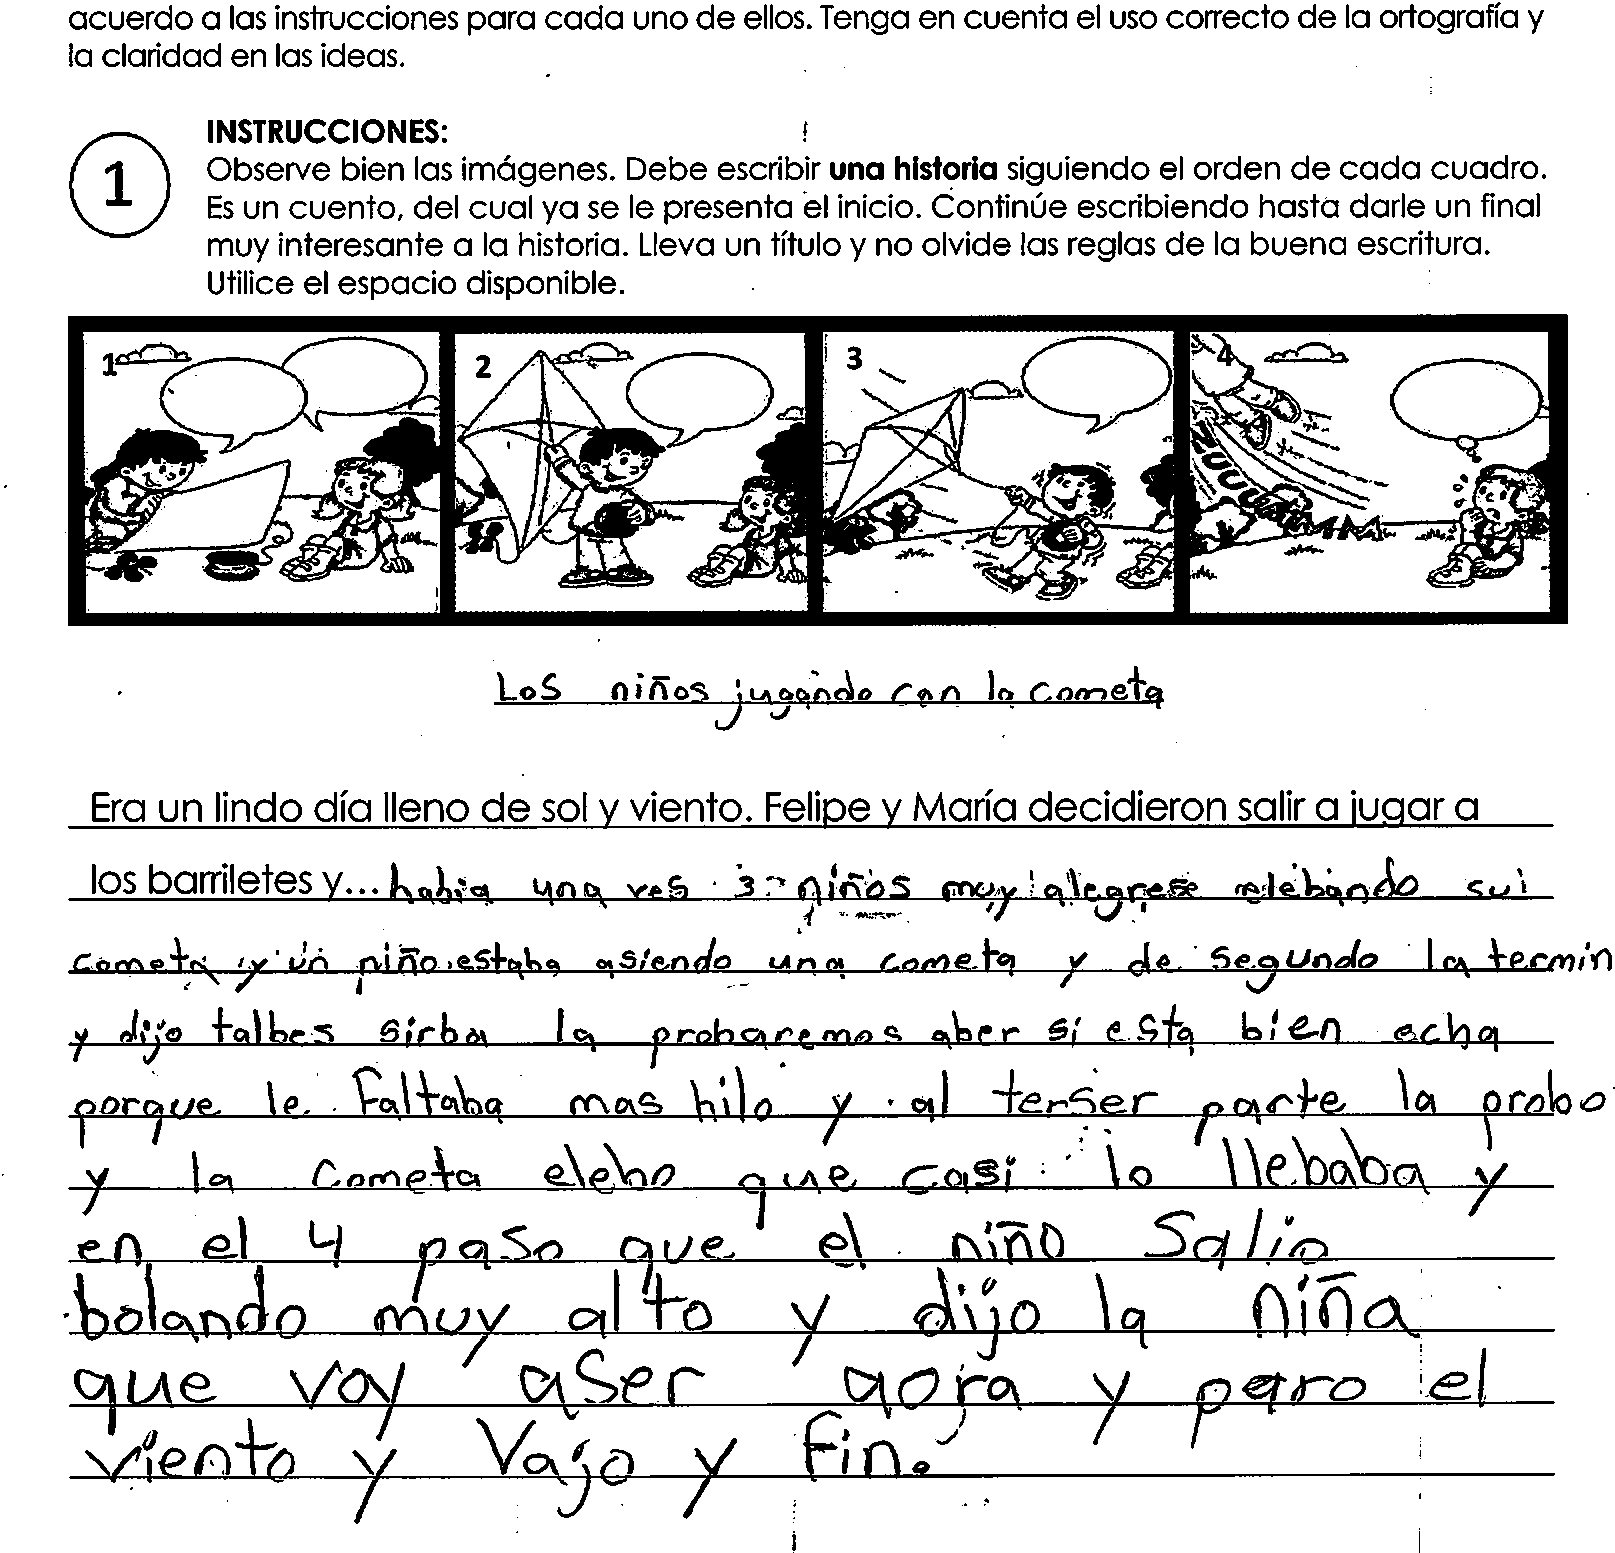 acuerdo a las instrucciones para cada uno de ellos. Tenga en cuenta el uso correcto de la ortografía y
la claridad en las ideas.
INSTRUCCIONES:
1
Observe bien las imágenes. Debe escribir una historia siguiendo el orden de cada cuadro.
Es un cuento, del cual ya se le presenta el inicio. Continúe escribiendo hasta darle un final
muy interesante a la historia. Lleva un título y no olvide las reglas de la buena escritura.
Utilice el espacio disponible.
1 2 3 4
Los niños jugando con la cometa
Era un lindo día lleno de sol y viento. Felipe y María decidieron salir a jugar a
los barriletes y... habia una ves 3 niños muy alegrese elebando sui
cometa y un niño estaba asiendo una cometa y de segundo la termin
y dijo talbes sirba la probaremos aber si esta bien echa
porque le faltaba mas hilo y al terser parte la probo
y la cometa elebo que casi lo llebaba y
en el 4 paso que el niño salio
bolando muy alto y dijo la niña
que voy aser aora y paro el
viento y Vajo y fin.